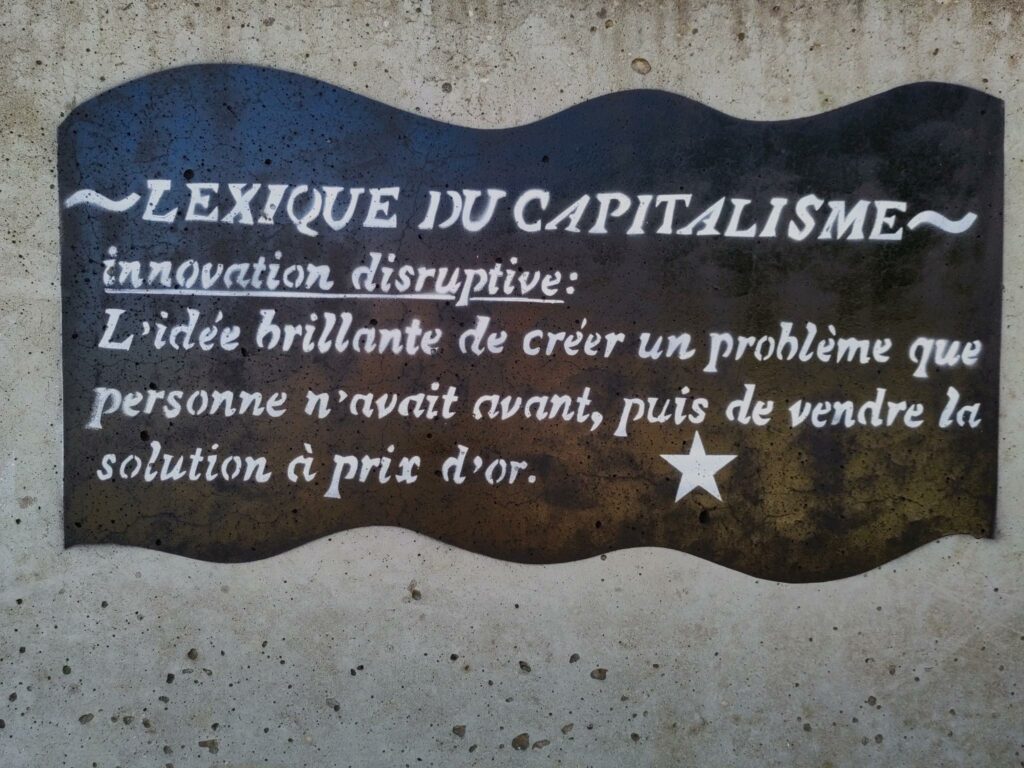 ~LEXIQUE DU CAPITALISME~
innovation disruptive:
L'idée brillante de créer un problème que
personne n'avait avant, puis de vendre la
solution à prix d'or.